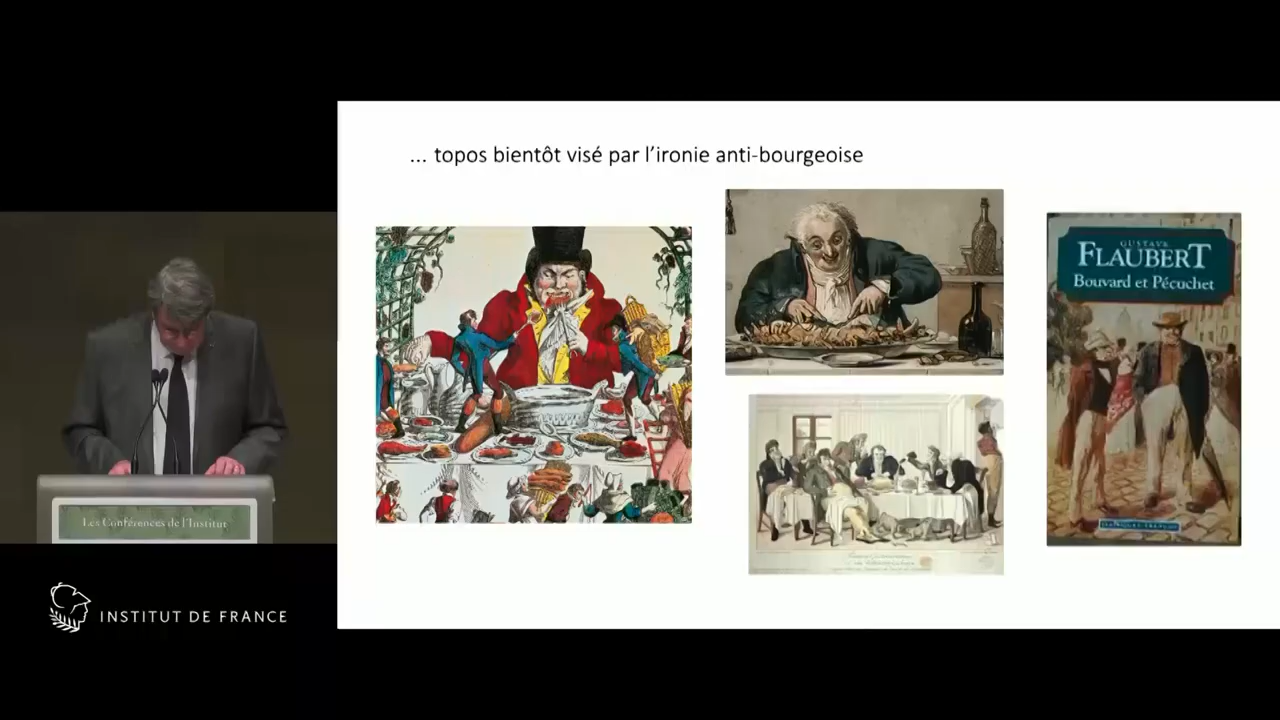 ... topos bientôt visé par l'ironie anti-bourgeoise
GUSTAVE
FLAUBERT
Bouvard et Pécuchet
Les Conférences de l'Institut
INSTITUT DE FRANCE